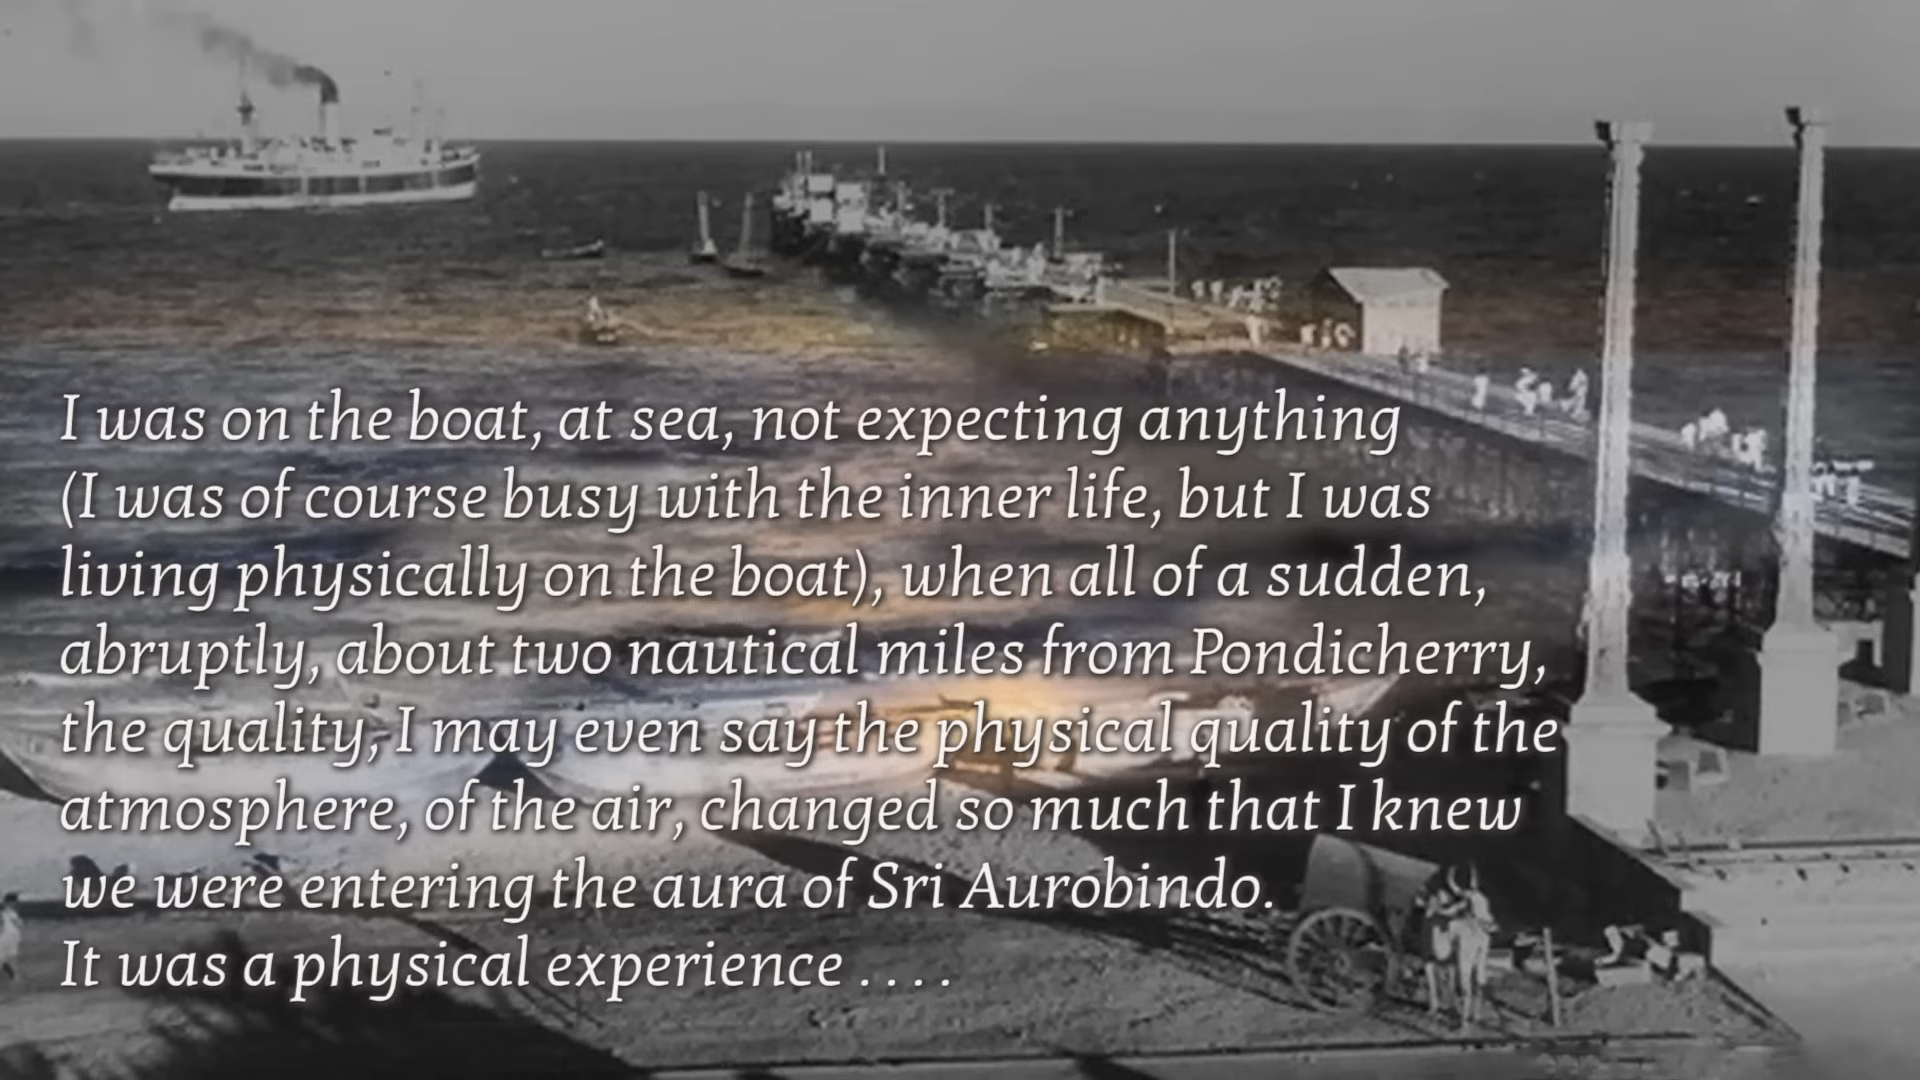 I was on the boat, at sea, not expecting anything
(I was of course busy with the inner life, but I was
living physically on the boat), when all of a sudden,
abruptly, about two nautical miles from Pondicherry,
the quality, I may even say the physical quality of the
atmosphere, of the air, changed so much that I knew
we were entering the aura of Sri Aurobindo.
It was a physical experience . . . .